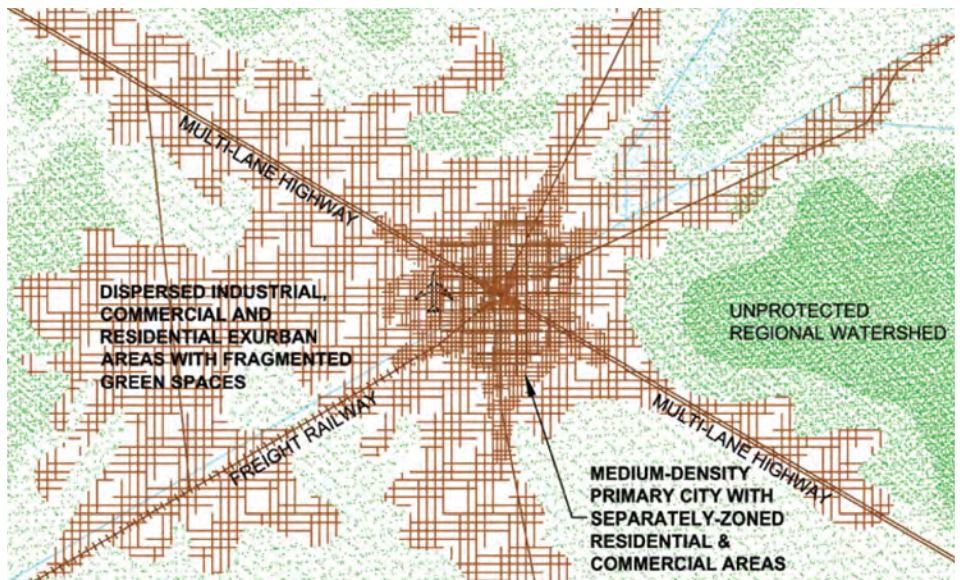 MULTI-LANE HIGHWAY
DISPERSED INDUSTRIAL,
COMMERCIAL AND
RESIDENTIAL EXURBAN
AREAS WITH FRAGMENTED
GREEN SPACES
UNPROTECTED
REGIONAL WATERSHED
FREIGHT RAILWAY
MULTI-LANE HIGHWAY
MEDIUM-DENSITY
PRIMARY CITY WITH
SEPARATELY-ZONED
RESIDENTIAL &
COMMERCIAL AREAS